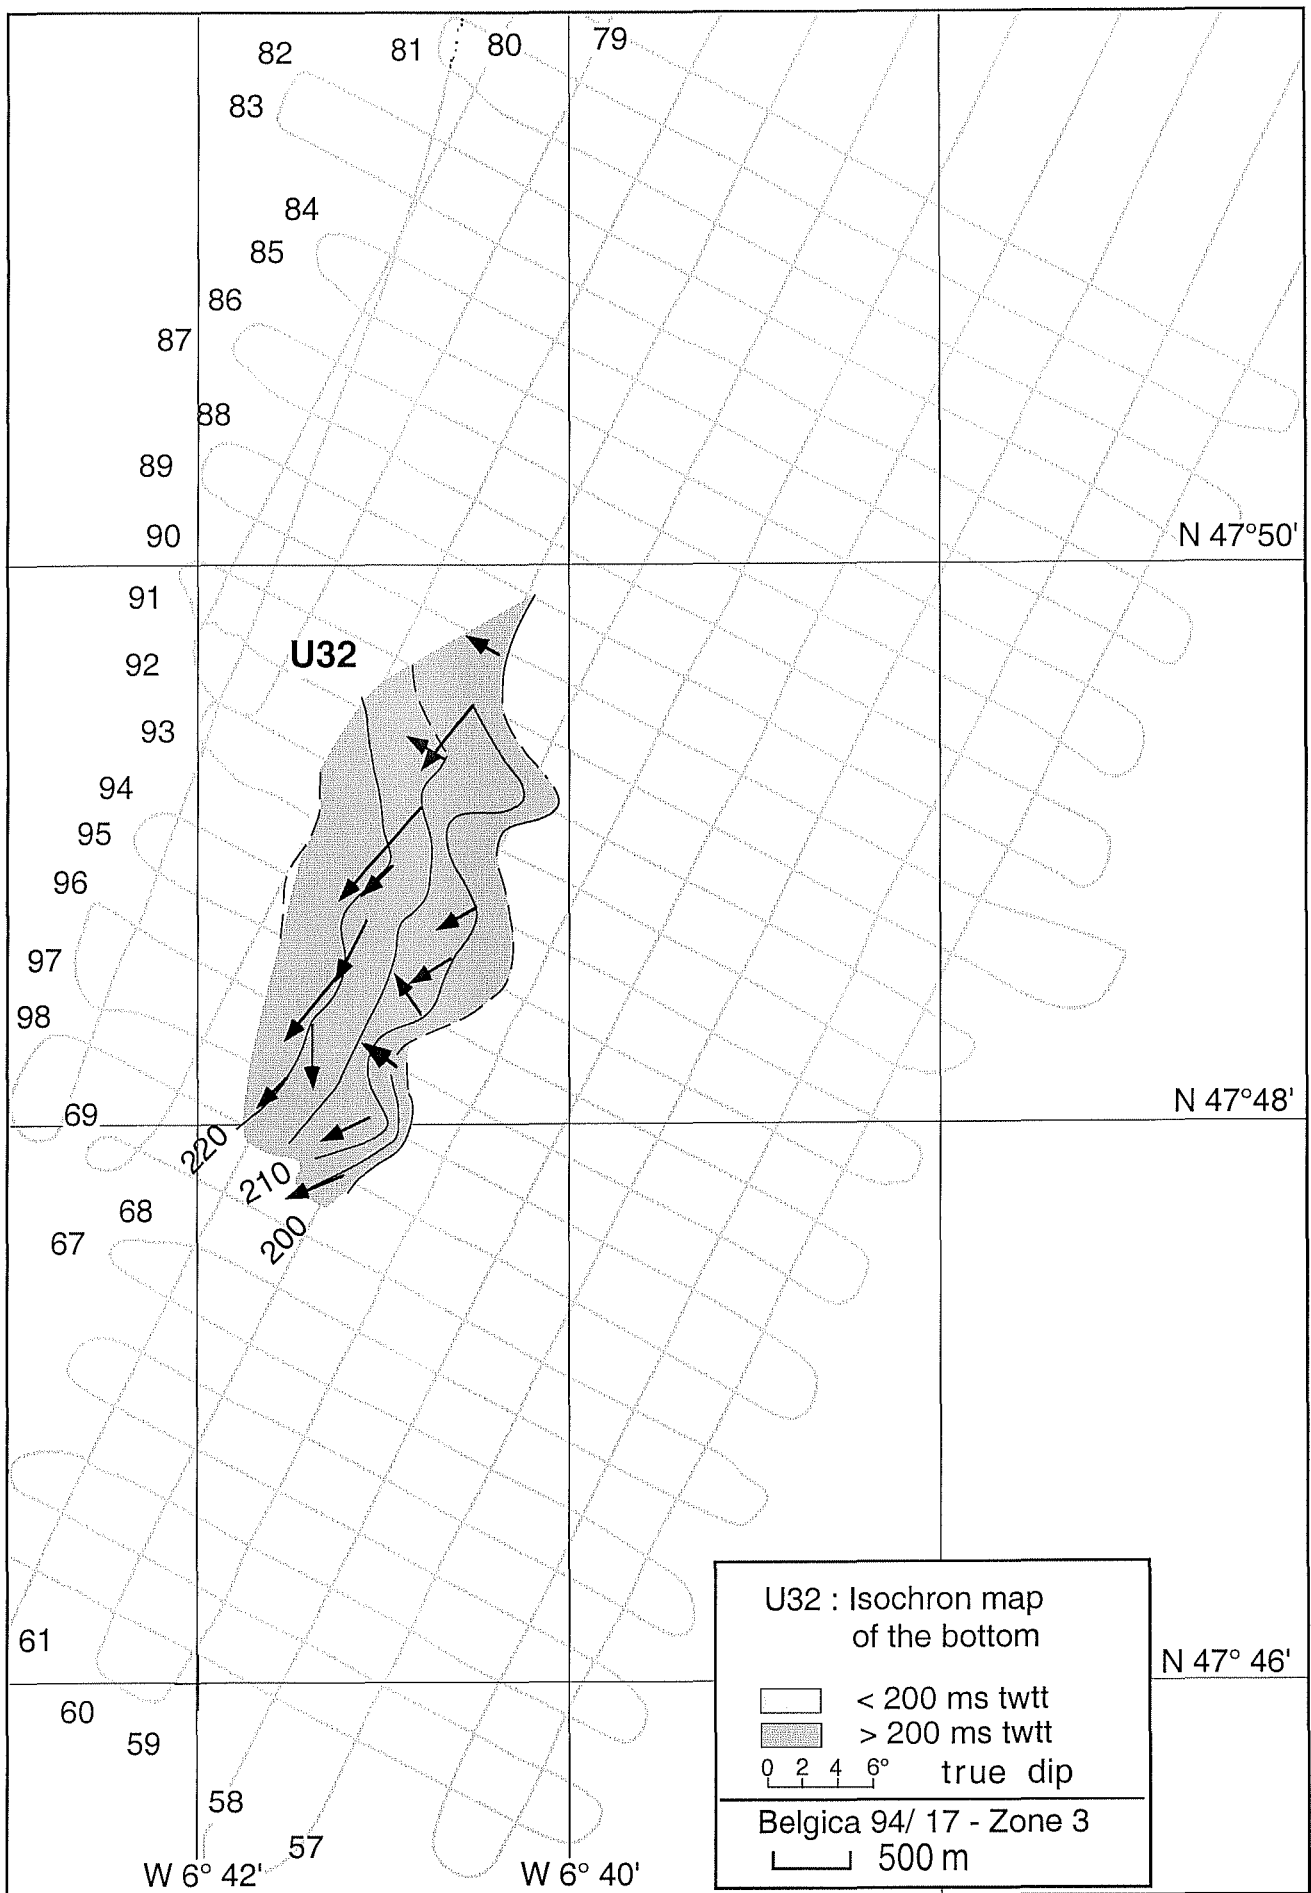 82
81
80
79
83
84
85
86
87
88
89
90
N 47°50'
91
U32
92
93
94
95
96
97
98
69
N 47°48'
220
210
200
68
67
61
60
59
58
57
W 6° 42'
W 6° 40'
N 47° 46'
U32 : Isochron map
of the bottom
< 200 ms twtt
> 200 ms twtt
0 2 4 6° true dip
Belgica 94/ 17 - Zone 3
500 m